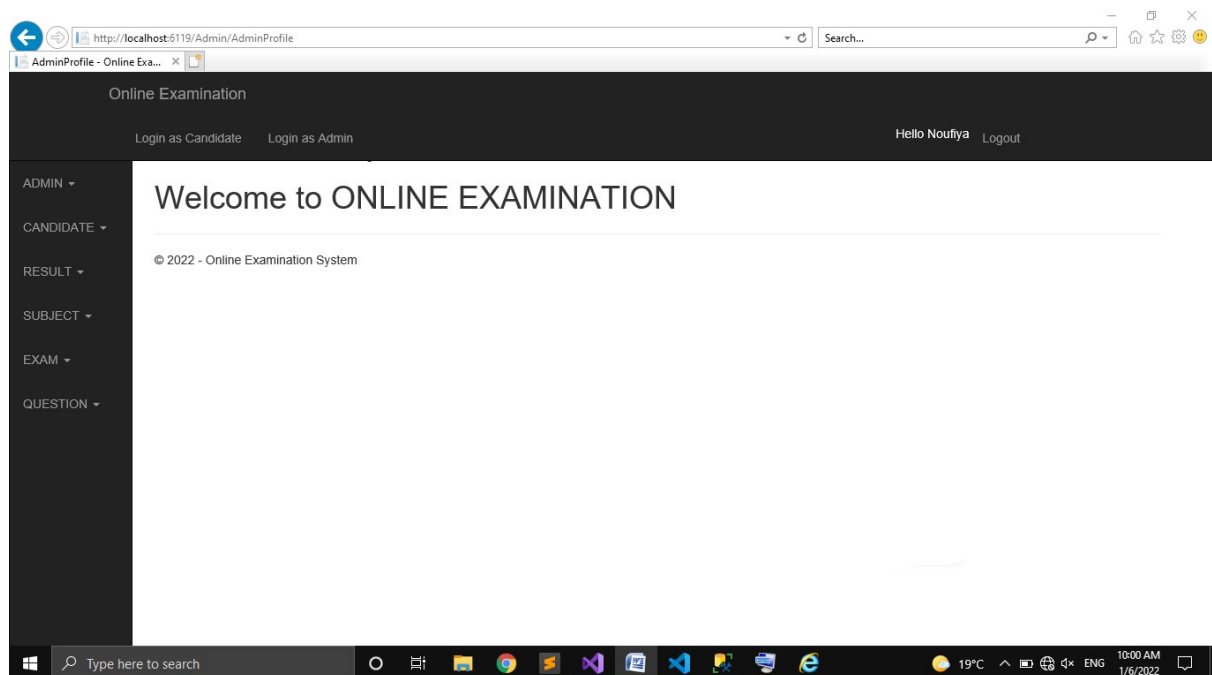 http://localhost:6119/Admin/AdminProfile
Search...
AdminProfile - Online Exa...
Online Examination
Login as Candidate Login as Admin Hello Noufiya Logout
ADMIN
CANDIDATE
RESULT
SUBJECT
EXAM
QUESTION
Welcome to ONLINE EXAMINATION
© 2022 - Online Examination System
Type here to search
19°C ENG
10:00 AM
1/6/2022